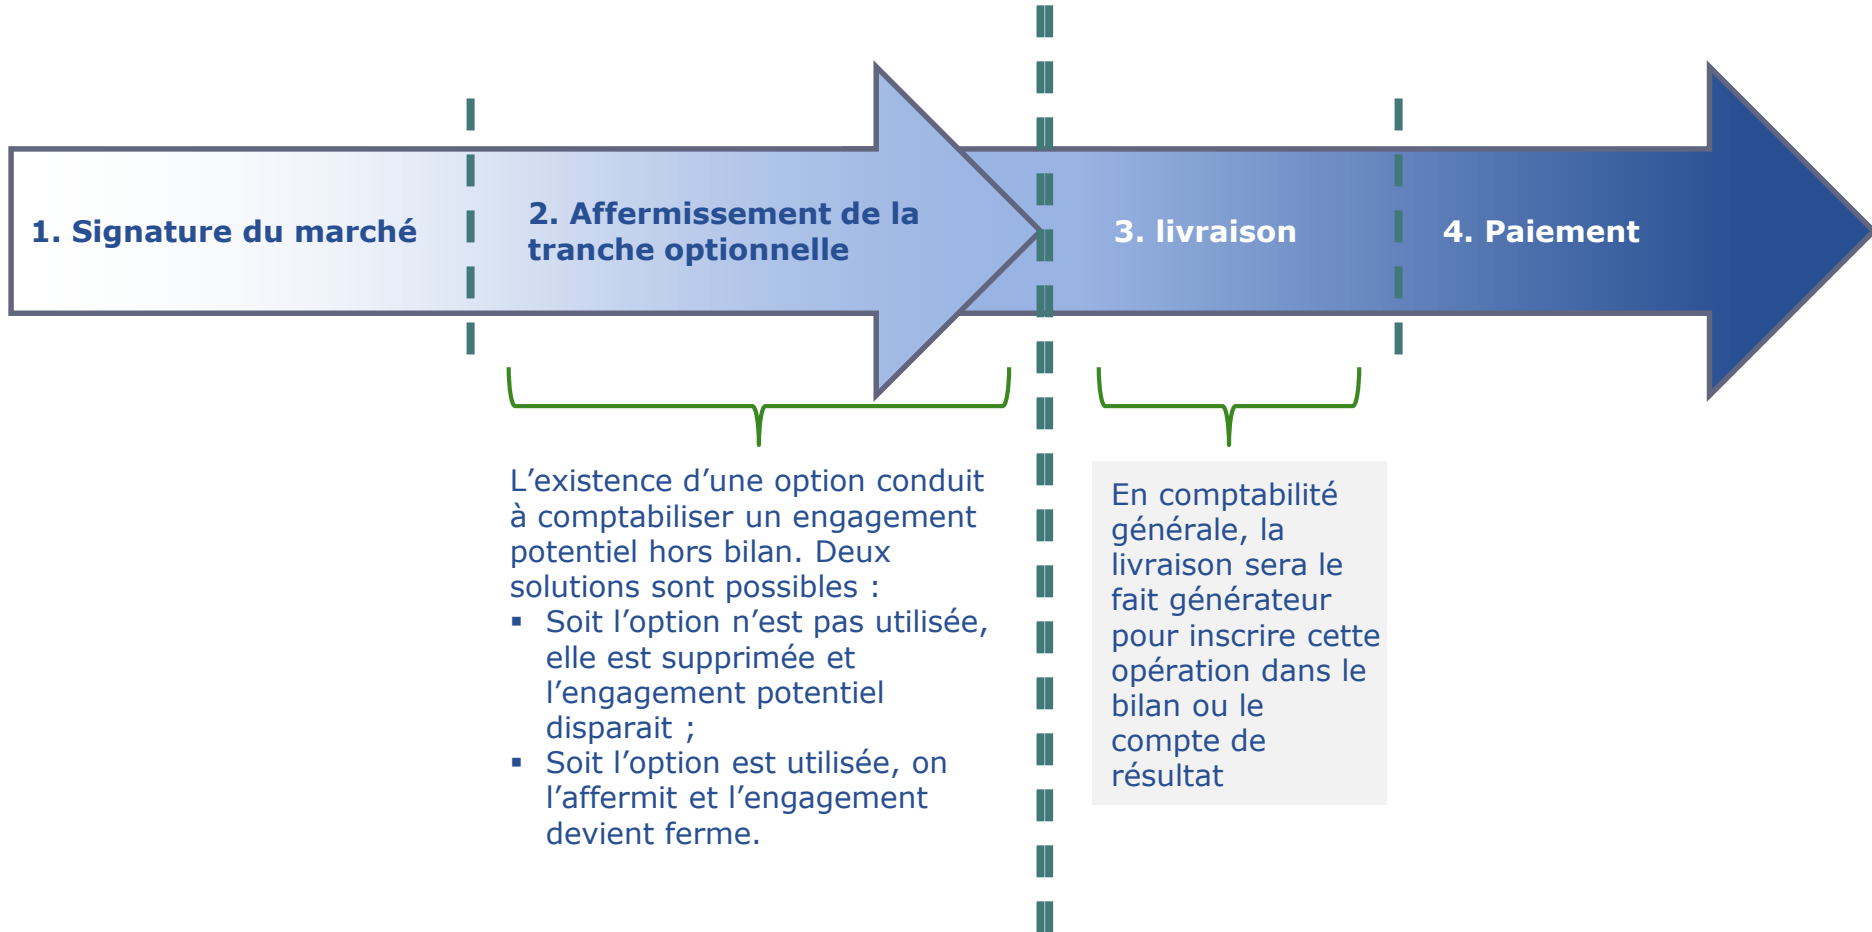 1. Signature du marché
2. Affermissement de la
tranche optionnelle
3. livraison
4. Paiement
L’existence d’une option conduit
à comptabiliser un engagement
potentiel hors bilan. Deux
solutions sont possibles :
▪ Soit l’option n’est pas utilisée,
elle est supprimée et
l’engagement potentiel
disparait ;
▪ Soit l’option est utilisée, on
l’affermit et l’engagement
devient ferme.
En comptabilité
générale, la
livraison sera le
fait générateur
pour inscrire cette
opération dans le
bilan ou le
compte de
résultat